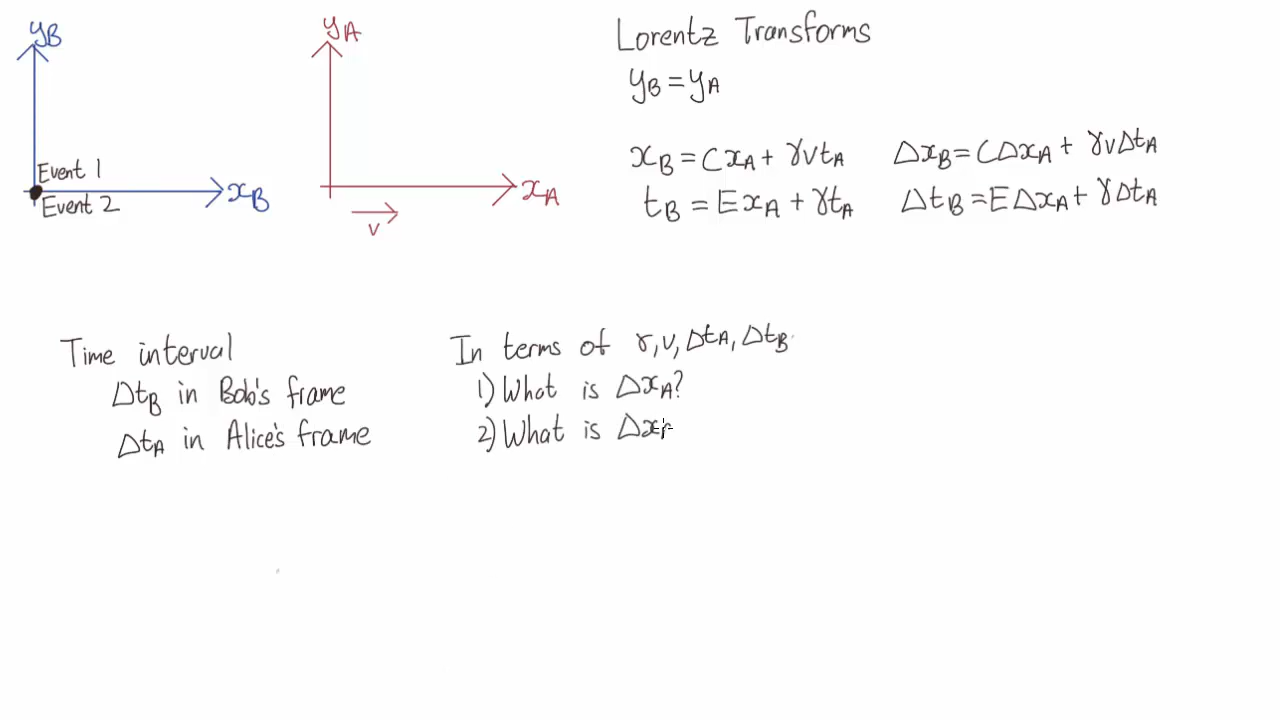 yB
yA
Event 1
Event 2
xB
xA
v
Lorentz Transforms
yB = yA
xB = CxA + γvtA
ΔxB = CΔxA + γvΔtA
tB = ExA + γtA
ΔtB = EΔxA + γΔtA
Time interval
ΔtB in Bob's frame
ΔtA in Alice's frame
In terms of γ, v, ΔtA, ΔtB
1) What is ΔxA?
2) What is Δx